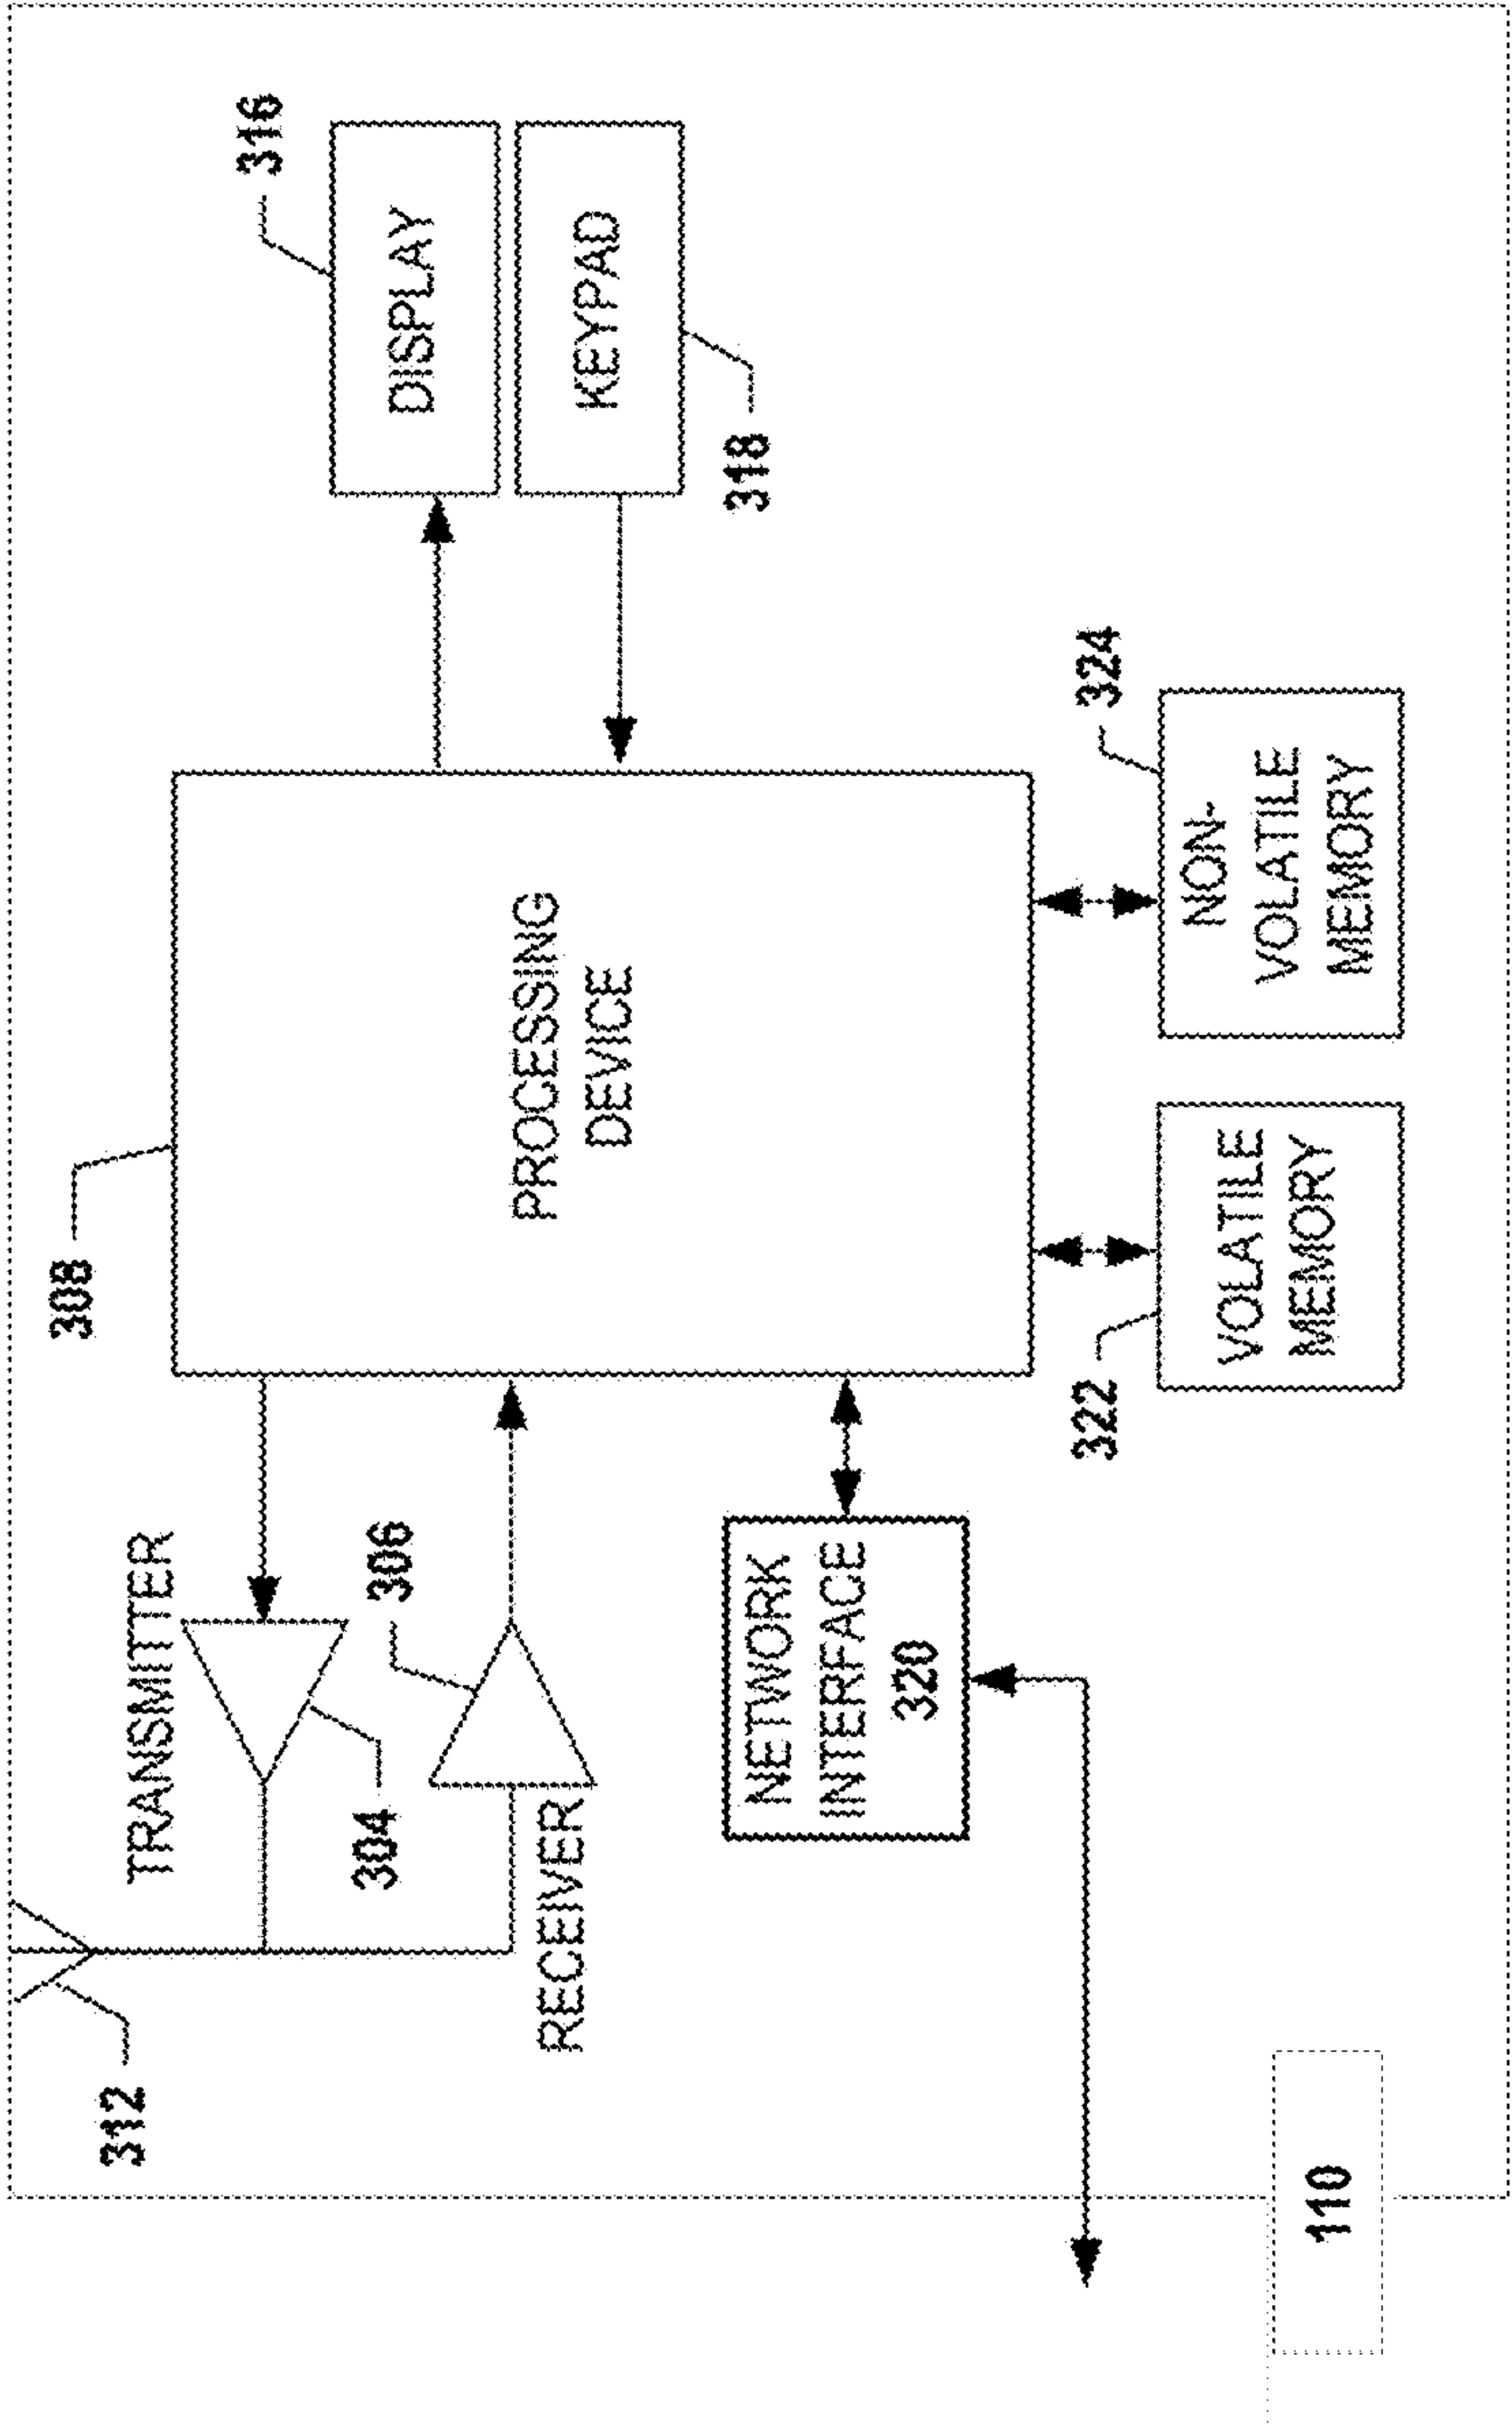 312
TRANSMITTER
304
306
RECEIVER
308
PROCESSING
DEVICE
316
DISPLAY
KEYPAD
318
NETWORK
INTERFACE
320
322
VOLATILE
MEMORY
324
NON-
VOLATILE
MEMORY
110